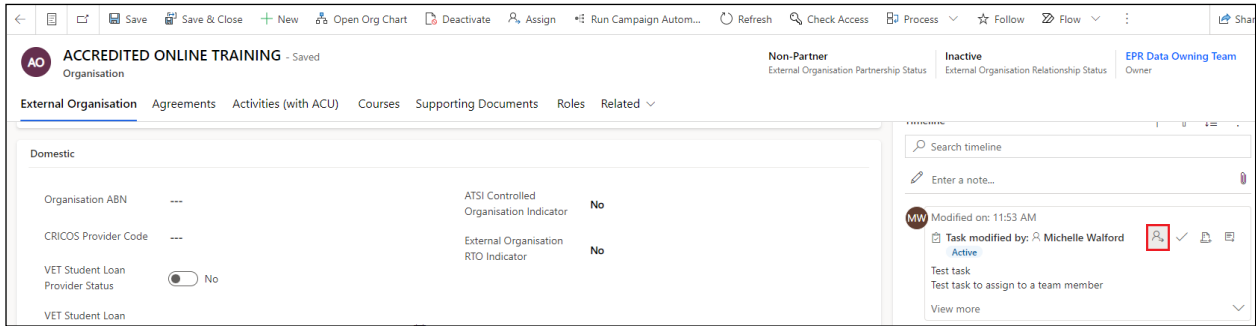 Save Save & Close New Open Org Chart Deactivate Assign Run Campaign Autom... Refresh Check Access Process Follow Flow Shar
AO ACCREDITED ONLINE TRAINING - Saved
Organisation
Non-Partner
External Organisation Partnership Status
Inactive
External Organisation Relationship Status
EPR Data Owning Team
Owner
External Organisation Agreements Activities (with ACU) Courses Supporting Documents Roles Related
Timeline
Domestic
Organisation ABN ---
CRICOS Provider Code ---
VET Student Loan
Provider Status
No
VET Student Loan
ATSI Controlled
Organisation Indicator
No
External Organisation
RTO Indicator
No
Search timeline
Enter a note...
MW Modified on: 11:53 AM
Task modified by: Michelle Walford
Active
Test task
Test task to assign to a team member
View more